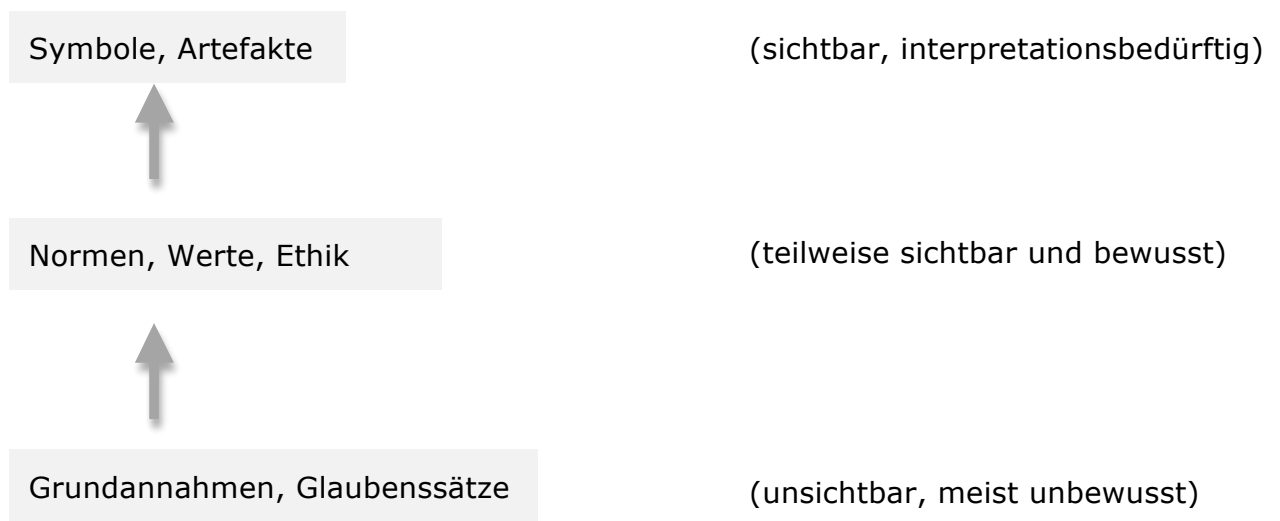 Symbole, Artefakte (sichtbar, interpretationsbedürftig)
Normen, Werte, Ethik (teilweise sichtbar und bewusst)
Grundannahmen, Glaubenssätze (unsichtbar, meist unbewusst)